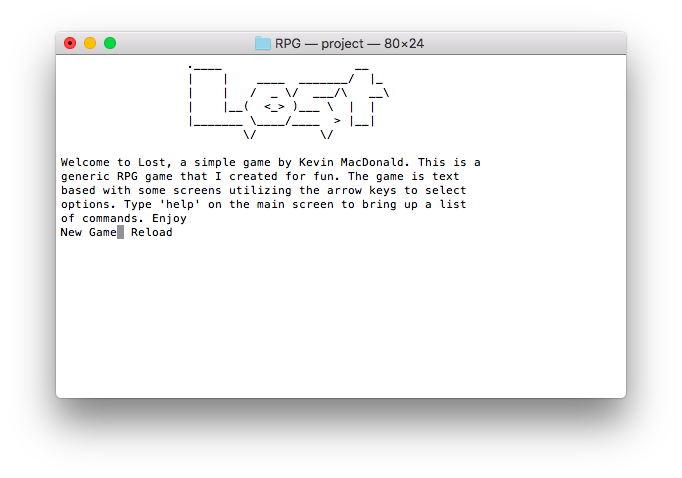 RPG — project — 80×24
Lost
Welcome to Lost, a simple game by Kevin MacDonald. This is a
generic RPG game that I created for fun. The game is text
based with some screens utilizing the arrow keys to select
options. Type 'help' on the main screen to bring up a list
of commands. Enjoy
New Game Reload